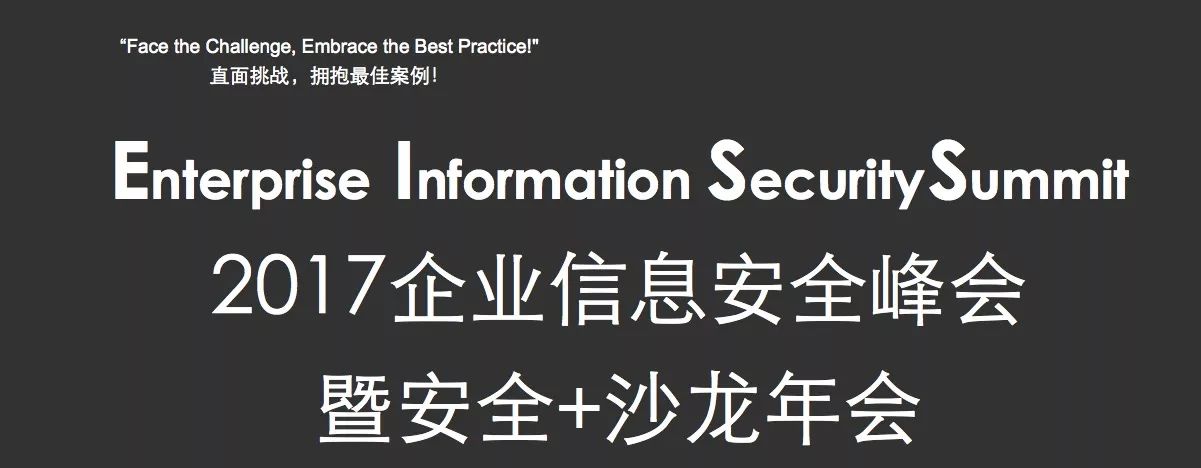 “Face the Challenge, Embrace the Best Practice!"
直面挑战，拥抱最佳案例！
Enterprise Information Security Summit
2017企业信息安全峰会
暨安全+沙龙年会